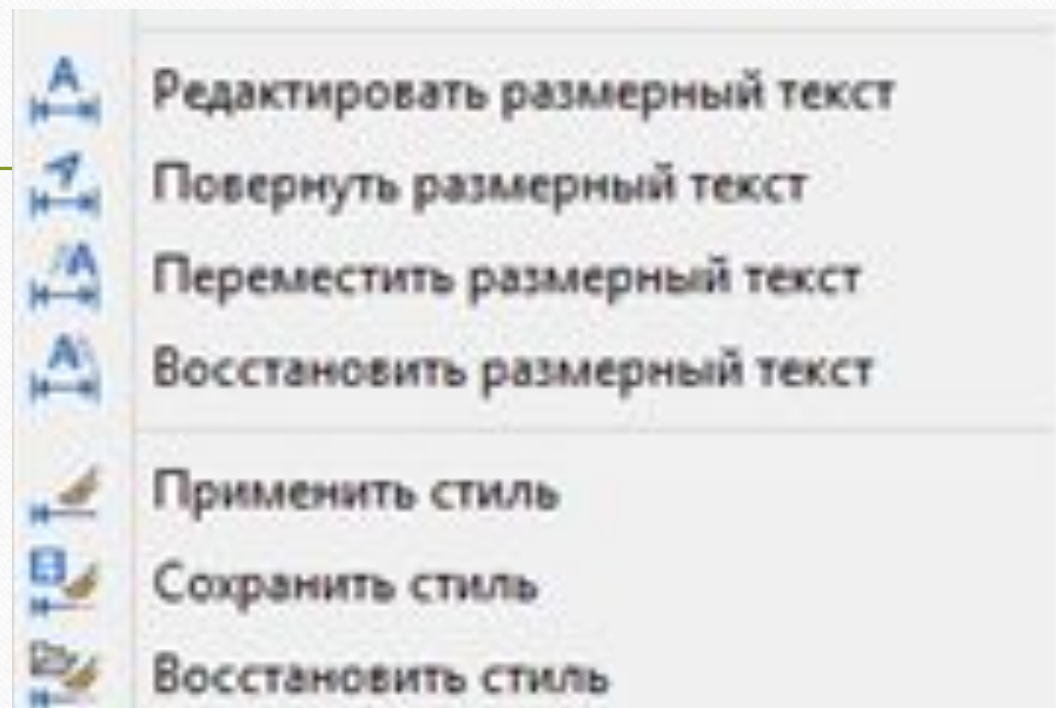 Редактировать размерный текст
Повернуть размерный текст
Переместить размерный текст
Восстановить размерный текст
Применить стиль
Сохранить стиль
Восстановить стиль